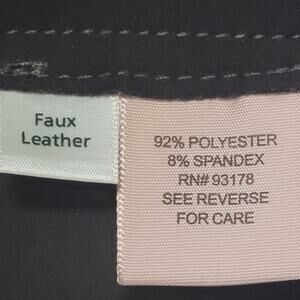 Faux
Leather
92% POLYESTER
8% SPANDEX
RN# 93178
SEE REVERSE
FOR CARE